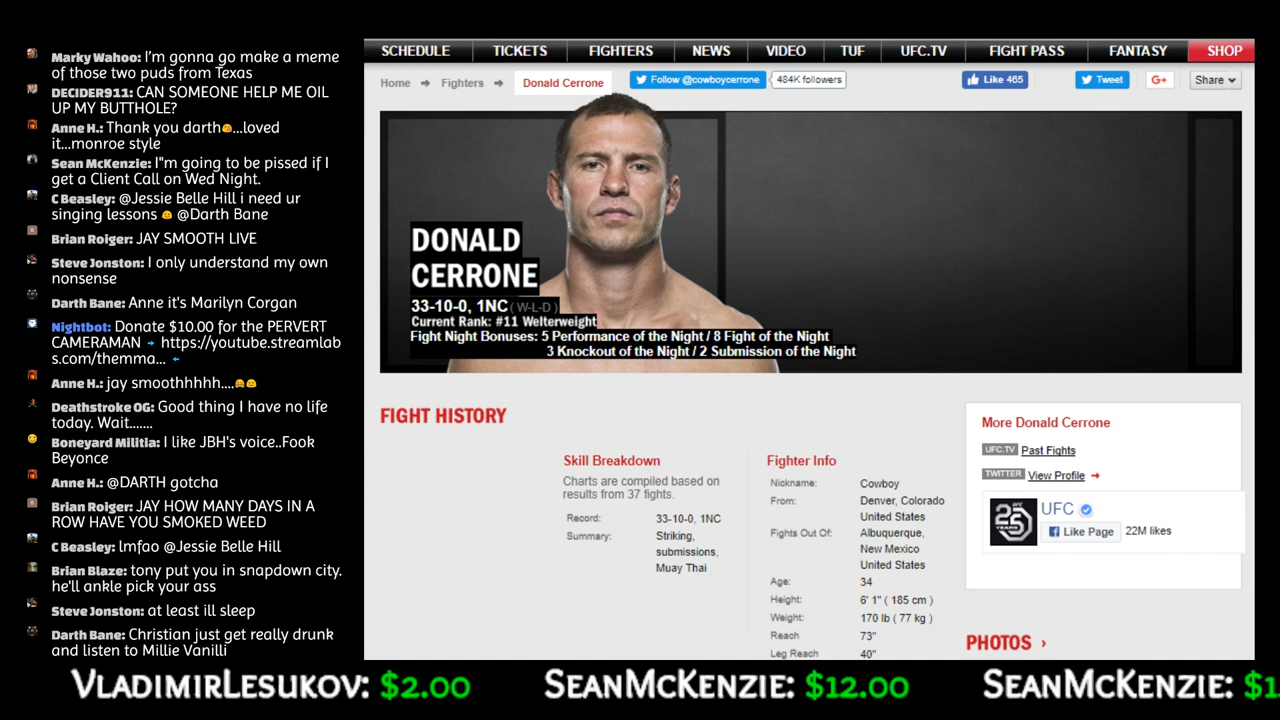 Marky Wahoo: I'm gonna go make a meme
of those two puds from Texas
DECIDER911: CAN SOMEONE HELP ME OIL
UP MY BUTTHOLE?
Anne H.: Thank you darth😘...loved
it...monroe style
Sean McKenzie: I"m going to be pissed if I
get a Client Call on Wed Night.
C Beasley: @Jessie Belle Hill i need ur
singing lessons @Darth Bane
Brian Roiger: JAY SMOOTH LIVE
Steve Jonston: I only understand my own
nonsense
Darth Bane: Anne it's Marilyn Corgan
Nightbot: Donate $10.00 for the PERVERT
CAMERAMAN → https://youtube.streamlab
s.com/themma... ←
Anne H.: jay smoothhhhh....
Deathstroke OG: Good thing I have no life
today. Wait.......
Boneyard Militia: I like JBH's voice..Fook
Beyonce
Anne H.: @DARTH gotcha
Brian Roiger: JAY HOW MANY DAYS IN A
ROW HAVE YOU SMOKED WEED
C Beasley: lmfao @Jessie Belle Hill
Brian Blaze: tony put you in snapdown city.
he'll ankle pick your ass
Steve Jonston: at least ill sleep
Darth Bane: Christian just get really drunk
and listen to Millie Vanilli
SCHEDULE TICKETS FIGHTERS NEWS VIDEO TUF UFC.TV FIGHT PASS FANTASY SHOP
Home → Fighters → Donald Cerrone Follow @cowboycerrone 484K followers Like 465 Tweet G+ Share
DONALD
CERRONE
33-10-0, 1NC (W-L-D)
Current Rank: #11 Welterweight
Fight Night Bonuses: 5 Performance of the Night / 8 Fight of the Night
3 Knockout of the Night / 2 Submission of the Night
FIGHT HISTORY
Skill Breakdown
Charts are compiled based on
results from 37 fights.
Record: 33-10-0, 1NC
Summary: Striking,
submissions,
Muay Thai
Fighter Info
Nickname: Cowboy
From: Denver, Colorado
United States
Fights Out Of: Albuquerque,
New Mexico
United States
Age: 34
Height: 6' 1" ( 185 cm )
Weight: 170 lb ( 77 kg )
Reach 73"
Leg Reach 40"
More Donald Cerrone
UFC.TV Past Fights
TWITTER View Profile →
UFC 25 YEARS
UFC
Like Page 22M likes
PHOTOS ›
VLADIMIRLESUKOV: $2.00 SEANMCKENZIE: $12.00 SEANMCKENZIE: $1